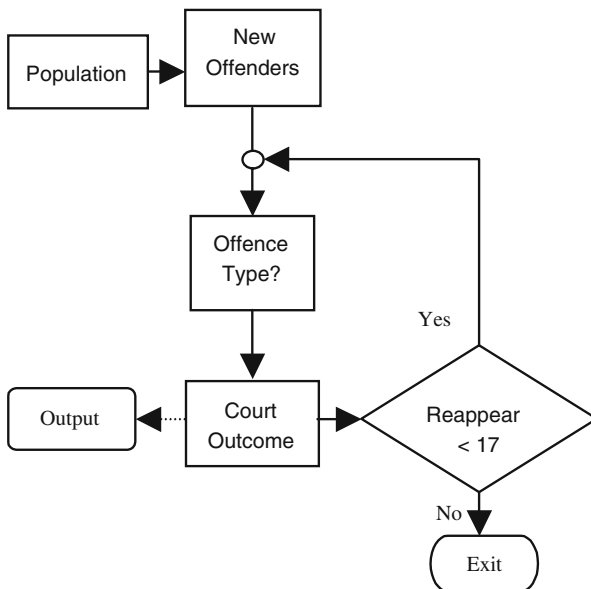 New
Offenders
Population
Offence
Type?
Yes
Output
Court
Outcome
Reappear
< 17
No
Exit